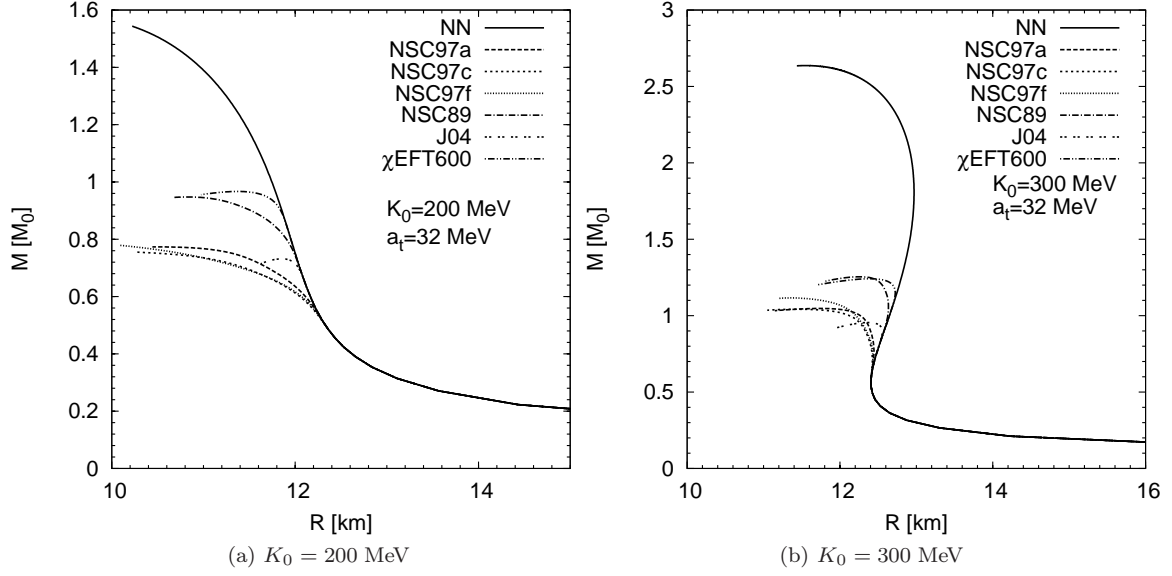 1.6
1.4
1.2
1
0.8
0.6
0.4
0.2
0
M [M₀]
10
12
14
R [km]
NN
NSC97a
NSC97c
NSC97f
NSC89
J04
χEFT600
K₀=200 MeV
aₜ=32 MeV
(a) K₀ = 200 MeV
3
2.5
2
1.5
1
0.5
0
M [M₀]
10
12
14
16
R [km]
NN
NSC97a
NSC97c
NSC97f
NSC89
J04
χEFT600
K₀=300 MeV
aₜ=32 MeV
(b) K₀ = 300 MeV